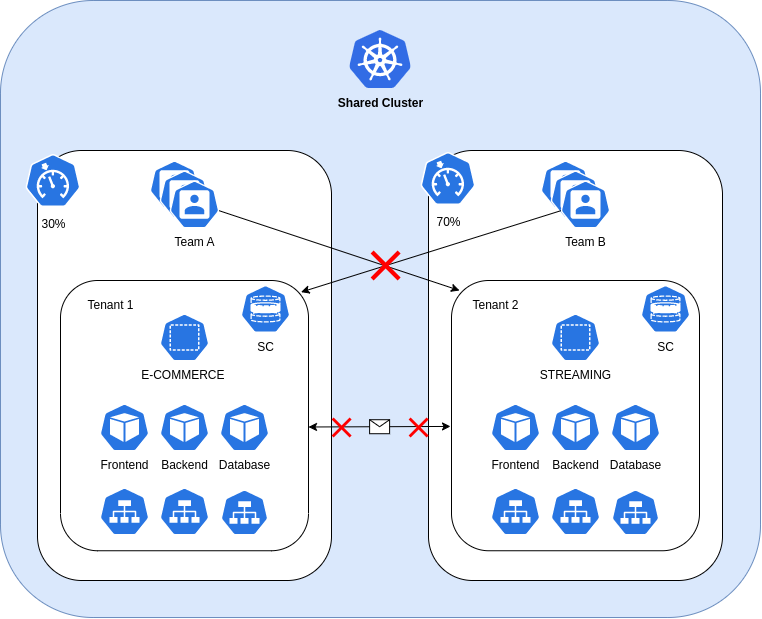 Shared Cluster
30%
Team A
70%
Team B
Tenant 1
SC
E-COMMERCE
Frontend
Backend
Database
Tenant 2
SC
STREAMING
Frontend
Backend
Database